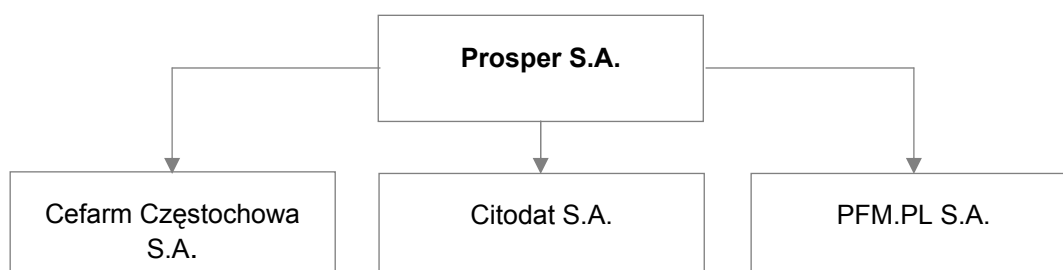 Prosper S.A.
Cefarm Częstochowa
S.A.
Citodat S.A.
PFM.PL S.A.